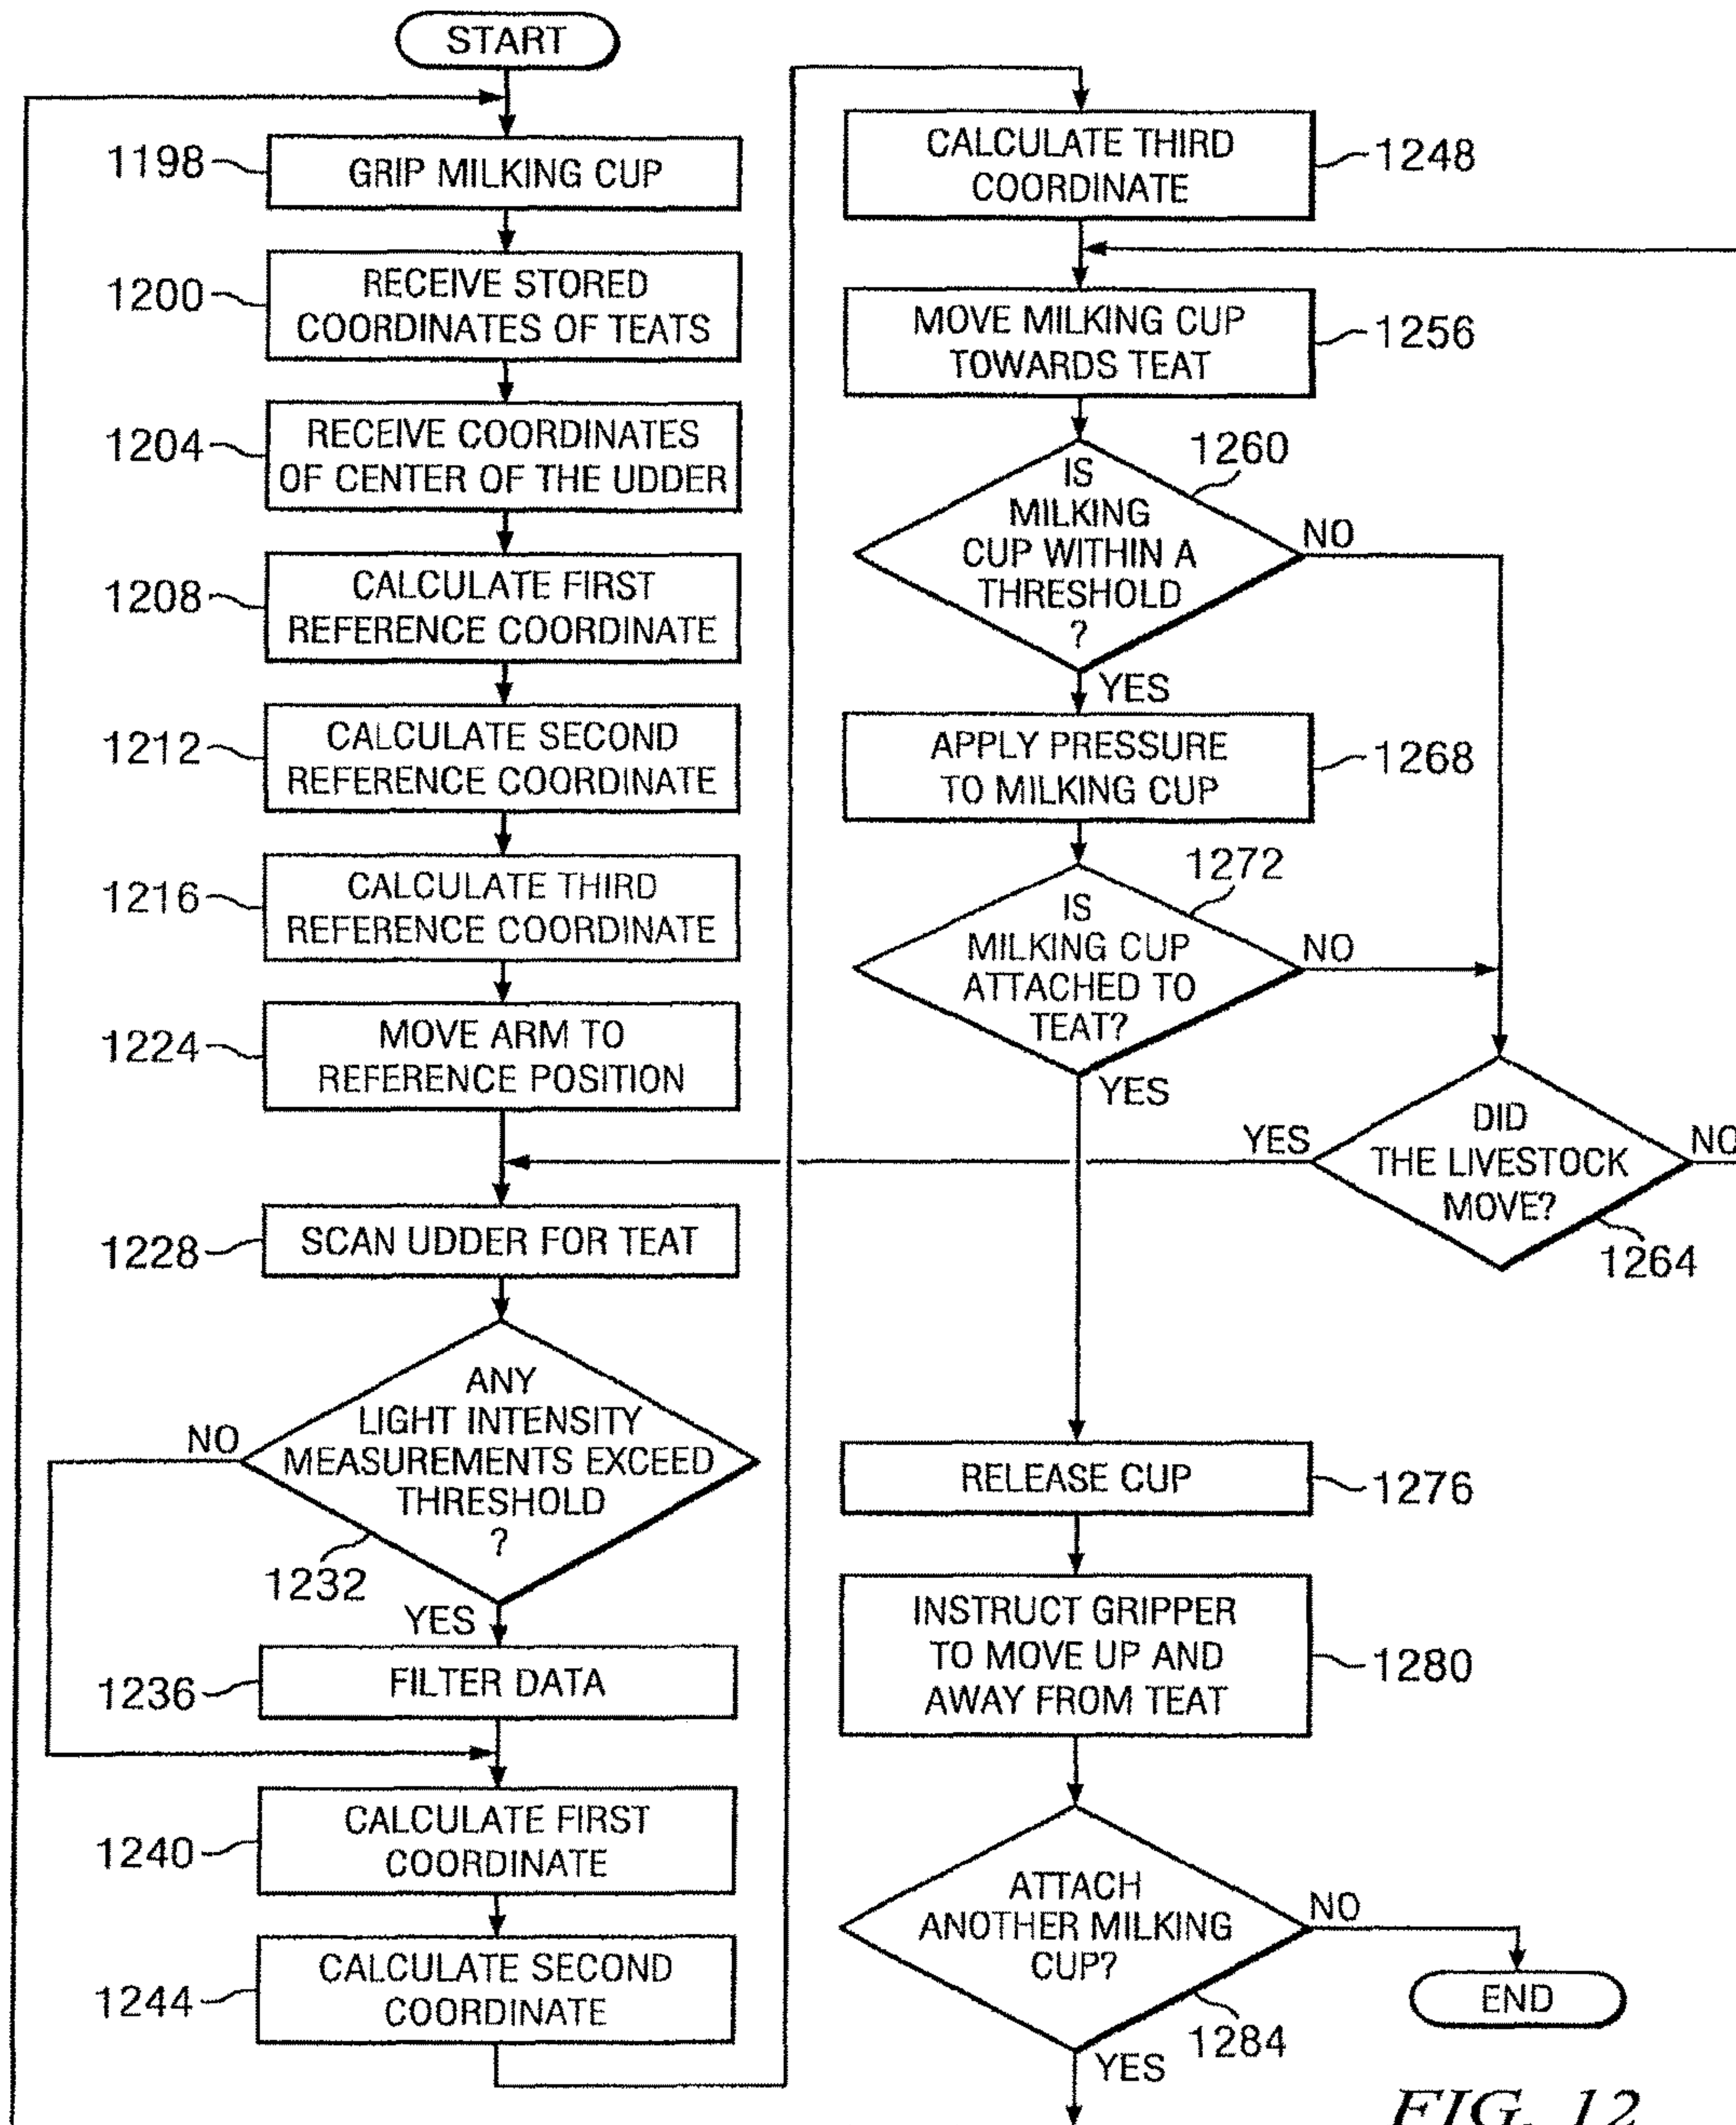 START
1198
GRIP MILKING CUP
1200
RECEIVE STORED
COORDINATES OF TEATS
1204
RECEIVE COORDINATES
OF CENTER OF THE UDDER
1208
CALCULATE FIRST
REFERENCE COORDINATE
1212
CALCULATE SECOND
REFERENCE COORDINATE
1216
CALCULATE THIRD
REFERENCE COORDINATE
1224
MOVE ARM TO
REFERENCE POSITION
1228
SCAN UDDER FOR TEAT
ANY
LIGHT INTENSITY
MEASUREMENTS EXCEED
THRESHOLD
?
NO
1232
YES
1236
FILTER DATA
1240
CALCULATE FIRST
COORDINATE
1244
CALCULATE SECOND
COORDINATE
CALCULATE THIRD
COORDINATE
1248
MOVE MILKING CUP
TOWARDS TEAT
1256
1260
IS
MILKING
CUP WITHIN A
THRESHOLD
?
NO
YES
APPLY PRESSURE
TO MILKING CUP
1268
1272
IS
MILKING CUP
ATTACHED TO
TEAT?
NO
YES
YES
DID
THE LIVESTOCK
MOVE?
NO
1264
RELEASE CUP
1276
INSTRUCT GRIPPER
TO MOVE UP AND
AWAY FROM TEAT
1280
ATTACH
ANOTHER MILKING
CUP?
NO
END
1284
YES
FIG. 12